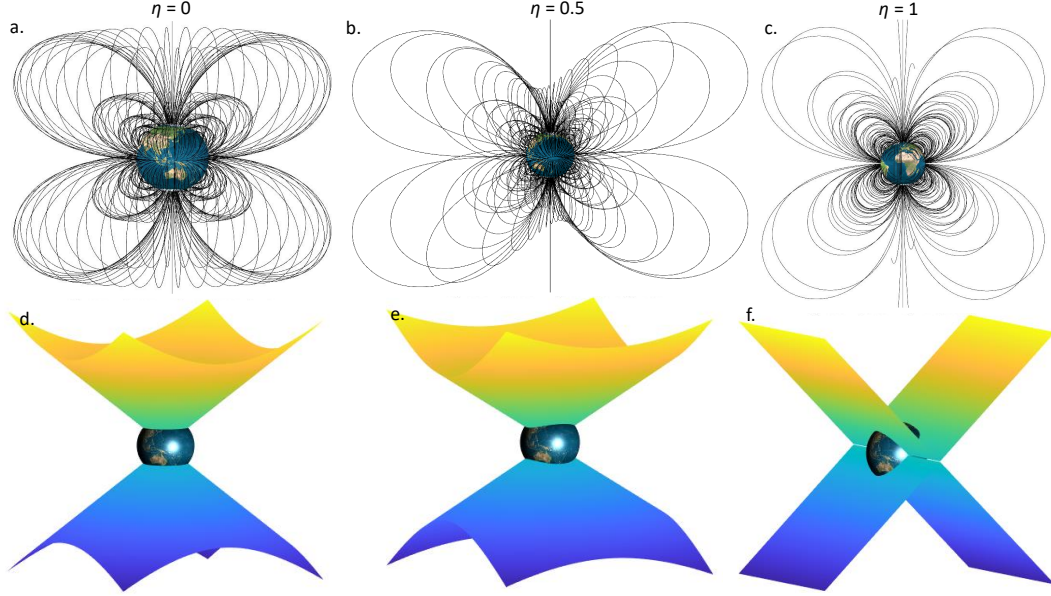 η = 0
η = 0.5
η = 1
a.
b.
c.
d.
e.
f.